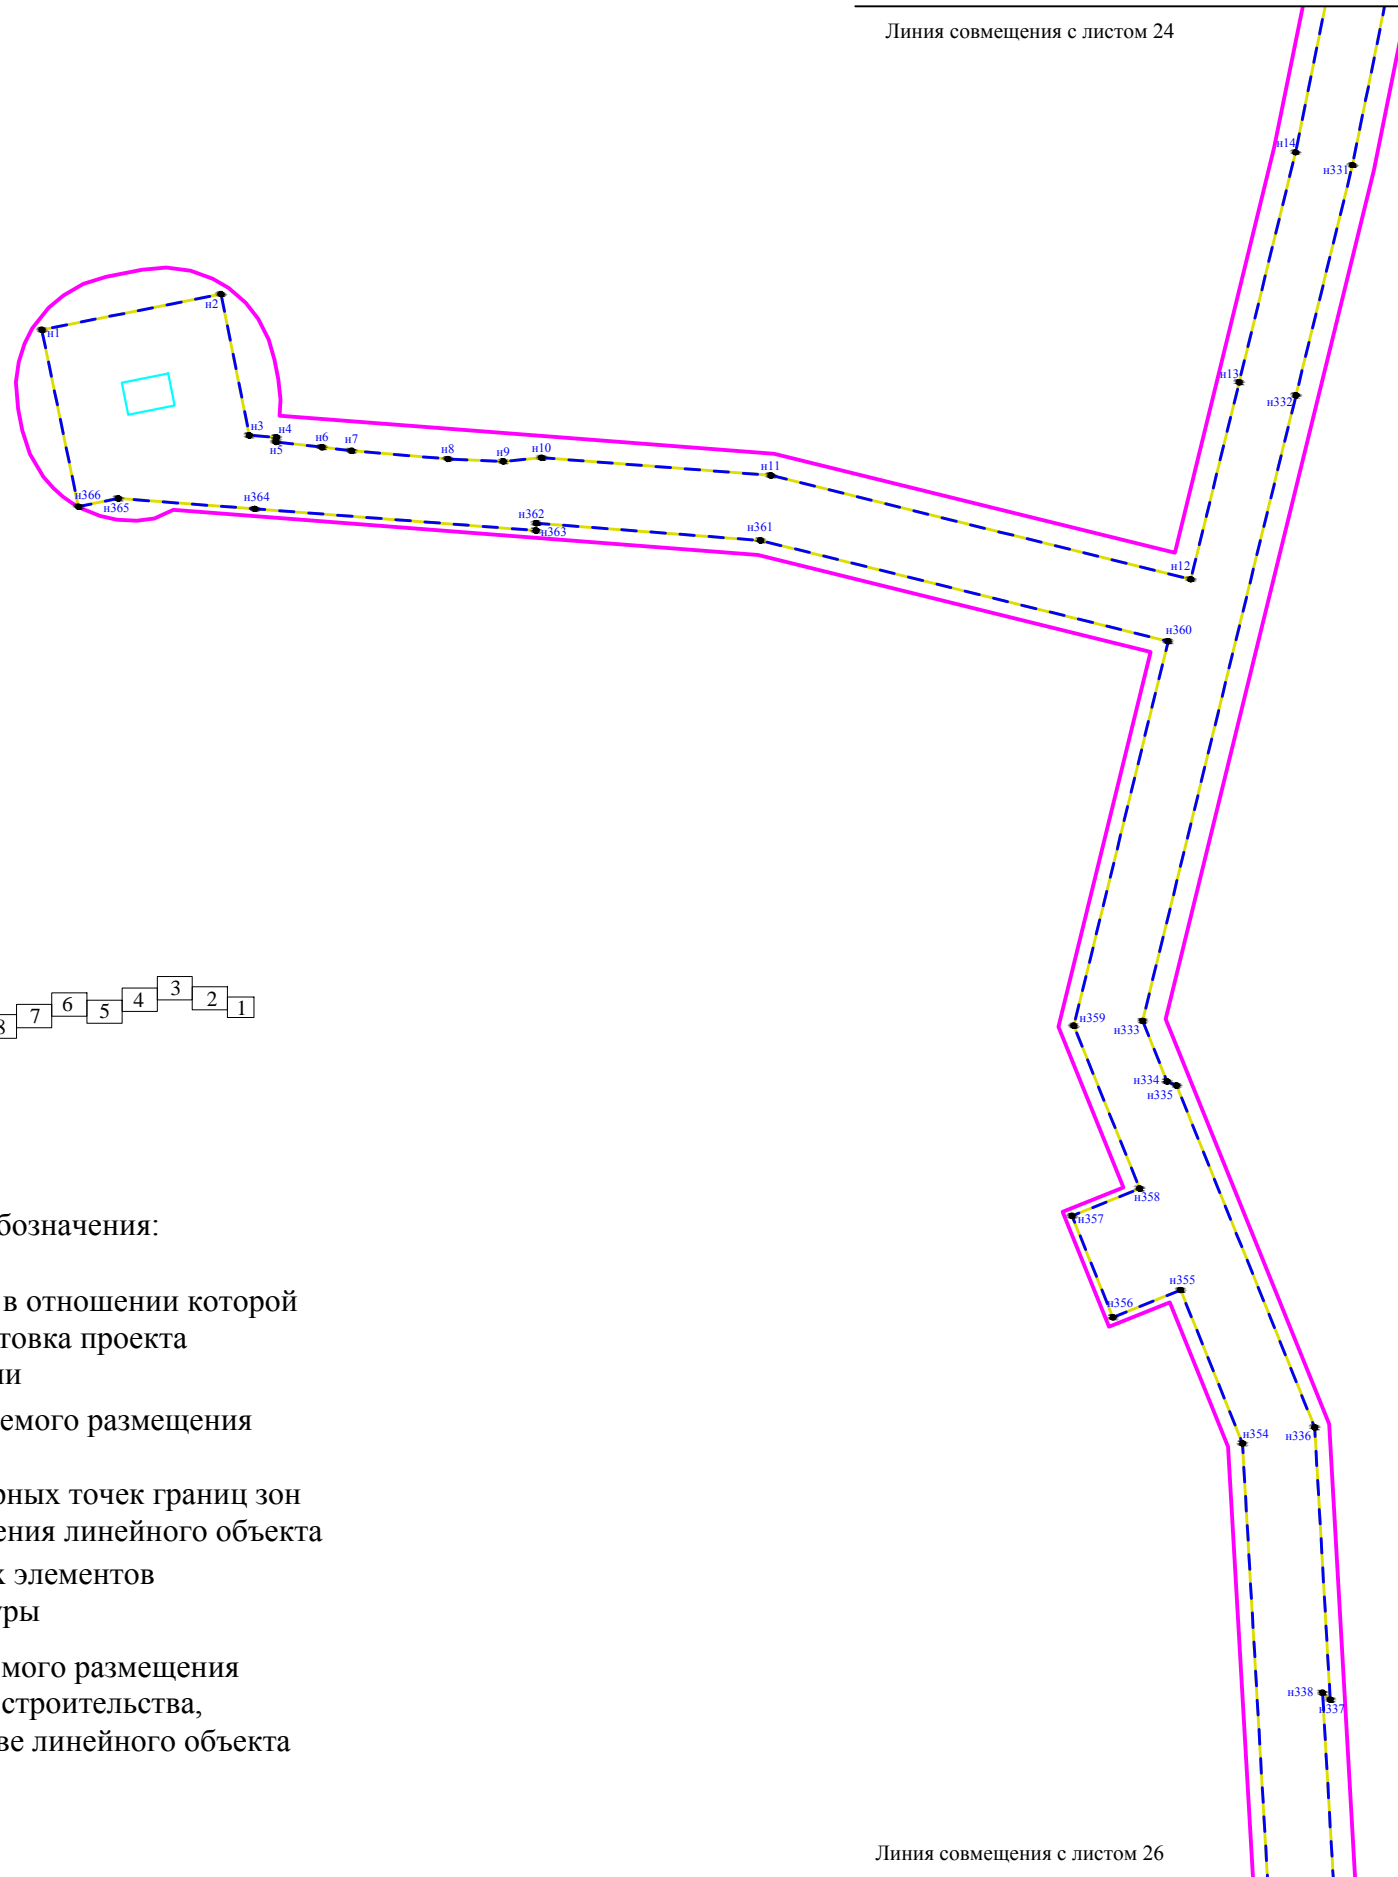 Линия совмещения с листом 24
н14
н331
н2
н1
н13
н332
н3
н4
н5
н6
н7
н8
н9
н10
н11
н366
н365
н364
н362
н363
н361
н12
н360
3
6
4
2
5
1
7
8
н359
н333
н334
н335
н358
н357
бозначения:
н355
в отношении которой
н356
товка проекта
ии
емого размещения
н336
н354
рных точек границ зон
ения линейного объекта
х элементов
уры
мого размещения
н338
строительства,
н337
ве линейного объекта
Линия совмещения с листом 26